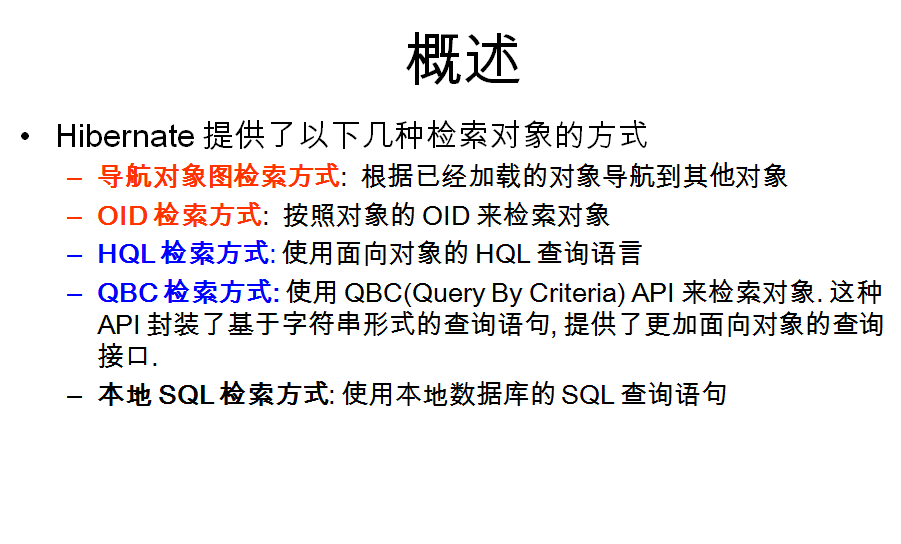 概述
• Hibernate 提供了以下几种检索对象的方式
– 导航对象图检索方式: 根据已经加载的对象导航到其他对象
– OID 检索方式: 按照对象的 OID 来检索对象
– HQL 检索方式: 使用面向对象的 HQL 查询语言
– QBC 检索方式: 使用 QBC(Query By Criteria) API 来检索对象. 这种
API 封装了基于字符串形式的查询语句, 提供了更加面向对象的查询
接口.
– 本地 SQL 检索方式: 使用本地数据库的 SQL 查询语句